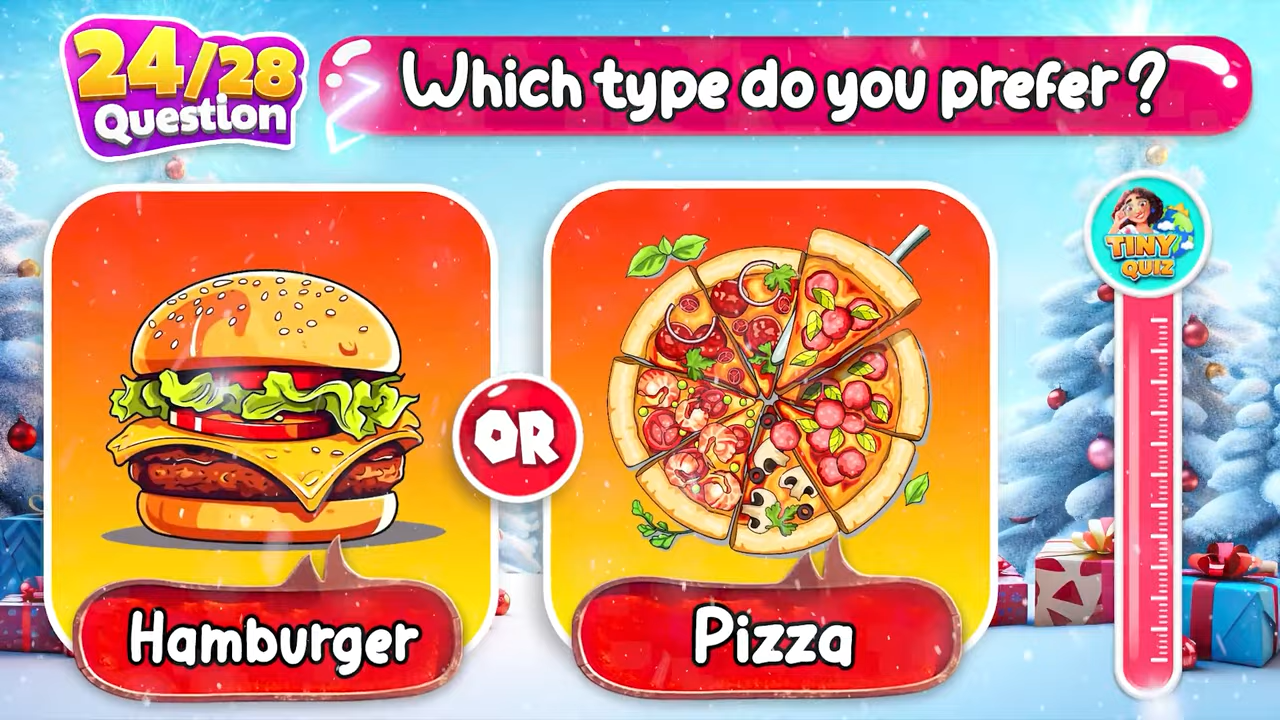 24/28
Question
Which type do you prefer?
TINY
QUIZ
OR
Hamburger
Pizza